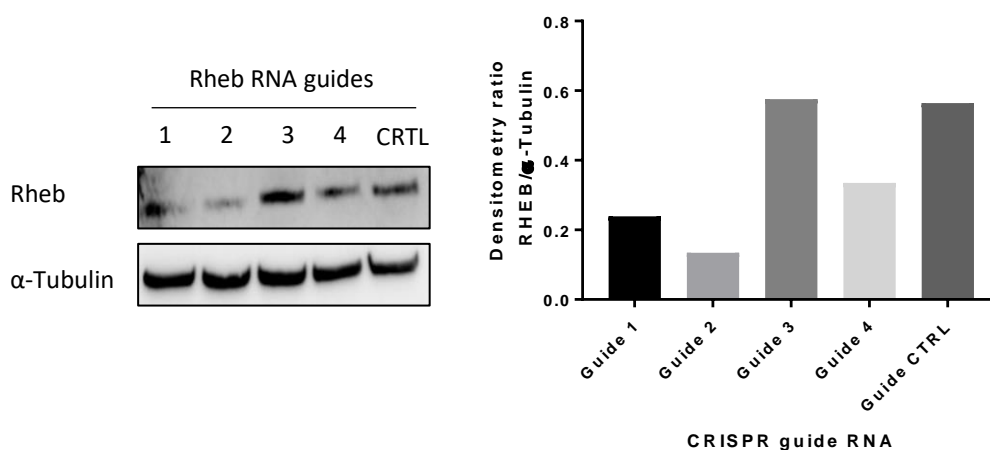 Rheb RNA guides
1 2 3 4 CRTL
Rheb
α-Tubulin
Densitometry ratio
RHEB/α-Tubulin
0.8
0.6
0.4
0.2
0.0
Guide 1
Guide 2
Guide 3
Guide 4
Guide CTRL
CRISPR guide RNA